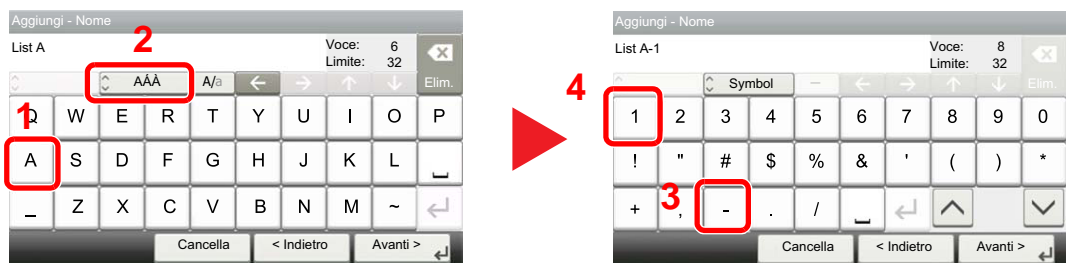 Aggiungi - Nome
2
List A
Voce: 6
Limite: 32
AÁÀ A/a Elim.
1
Q W E R T Y U I O P
A S D F G H J K L
_ Z X C V B N M ~
Cancella < Indietro Avanti >
Aggiungi - Nome
List A-1
Voce: 8
Limite: 32
4
Symbol Elim.
1 2 3 4 5 6 7 8 9 0
! " # $ % & ' ( ) *
3
+ , - . /
Cancella < Indietro Avanti >